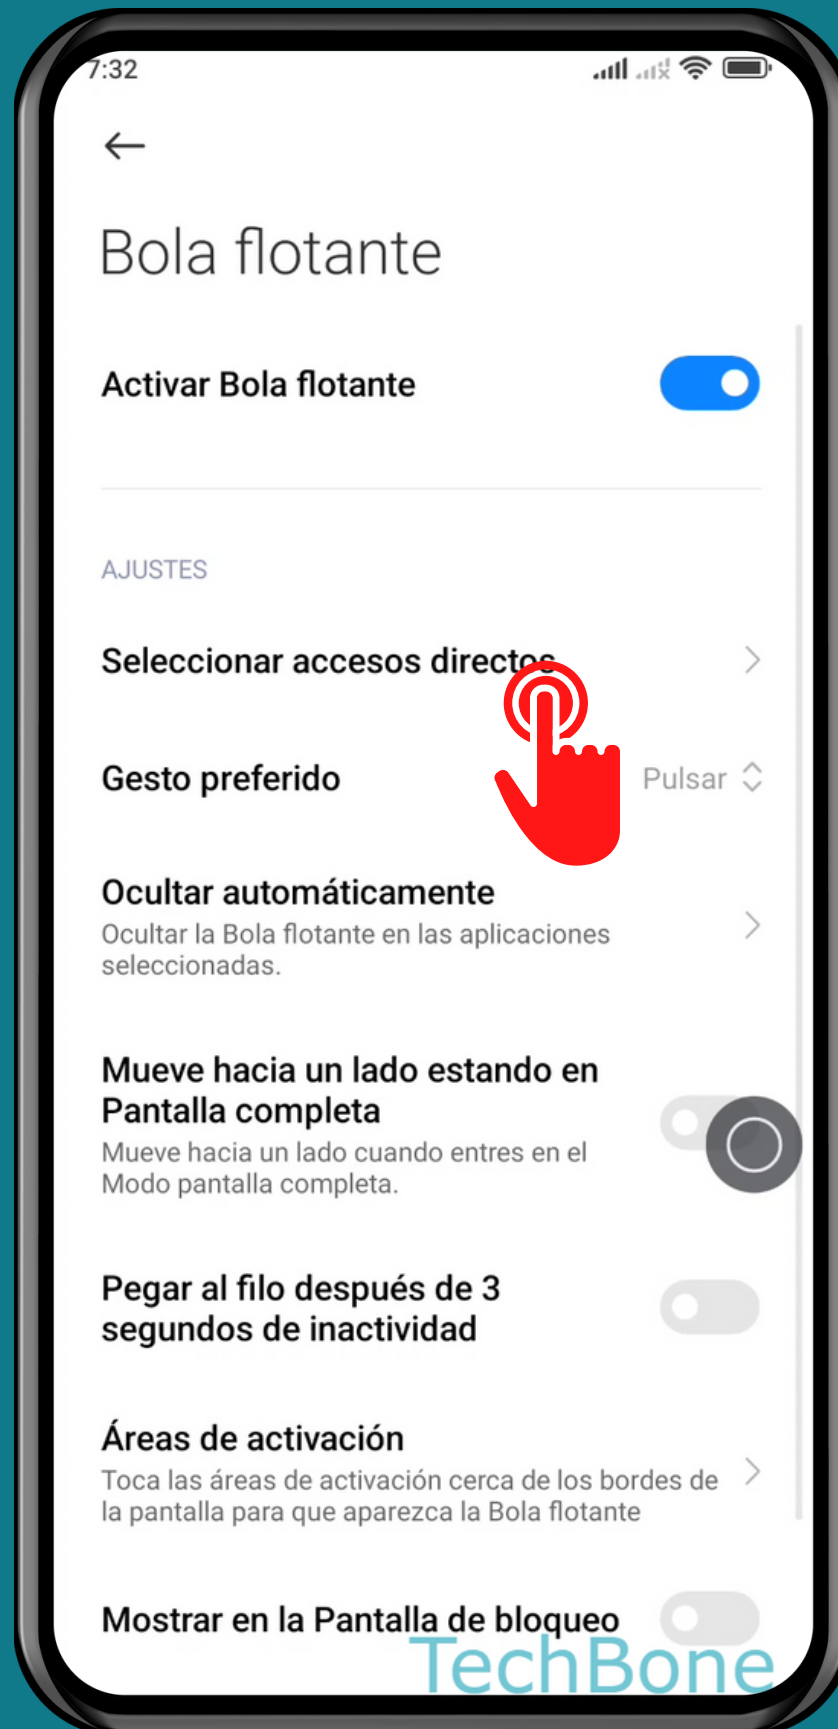 7:32
Bola flotante
Activar Bola flotante
AJUSTES
Seleccionar accesos directos
Gesto preferido
Pulsar
Ocultar automáticamente
Ocultar la Bola flotante en las aplicaciones
seleccionadas.
Mueve hacia un lado estando en
Pantalla completa
Mueve hacia un lado cuando entres en el
Modo pantalla completa.
Pegar al filo después de 3
segundos de inactividad
Áreas de activación
Toca las áreas de activación cerca de los bordes de
la pantalla para que aparezca la Bola flotante
Mostrar en la Pantalla de bloqueo
TechBone